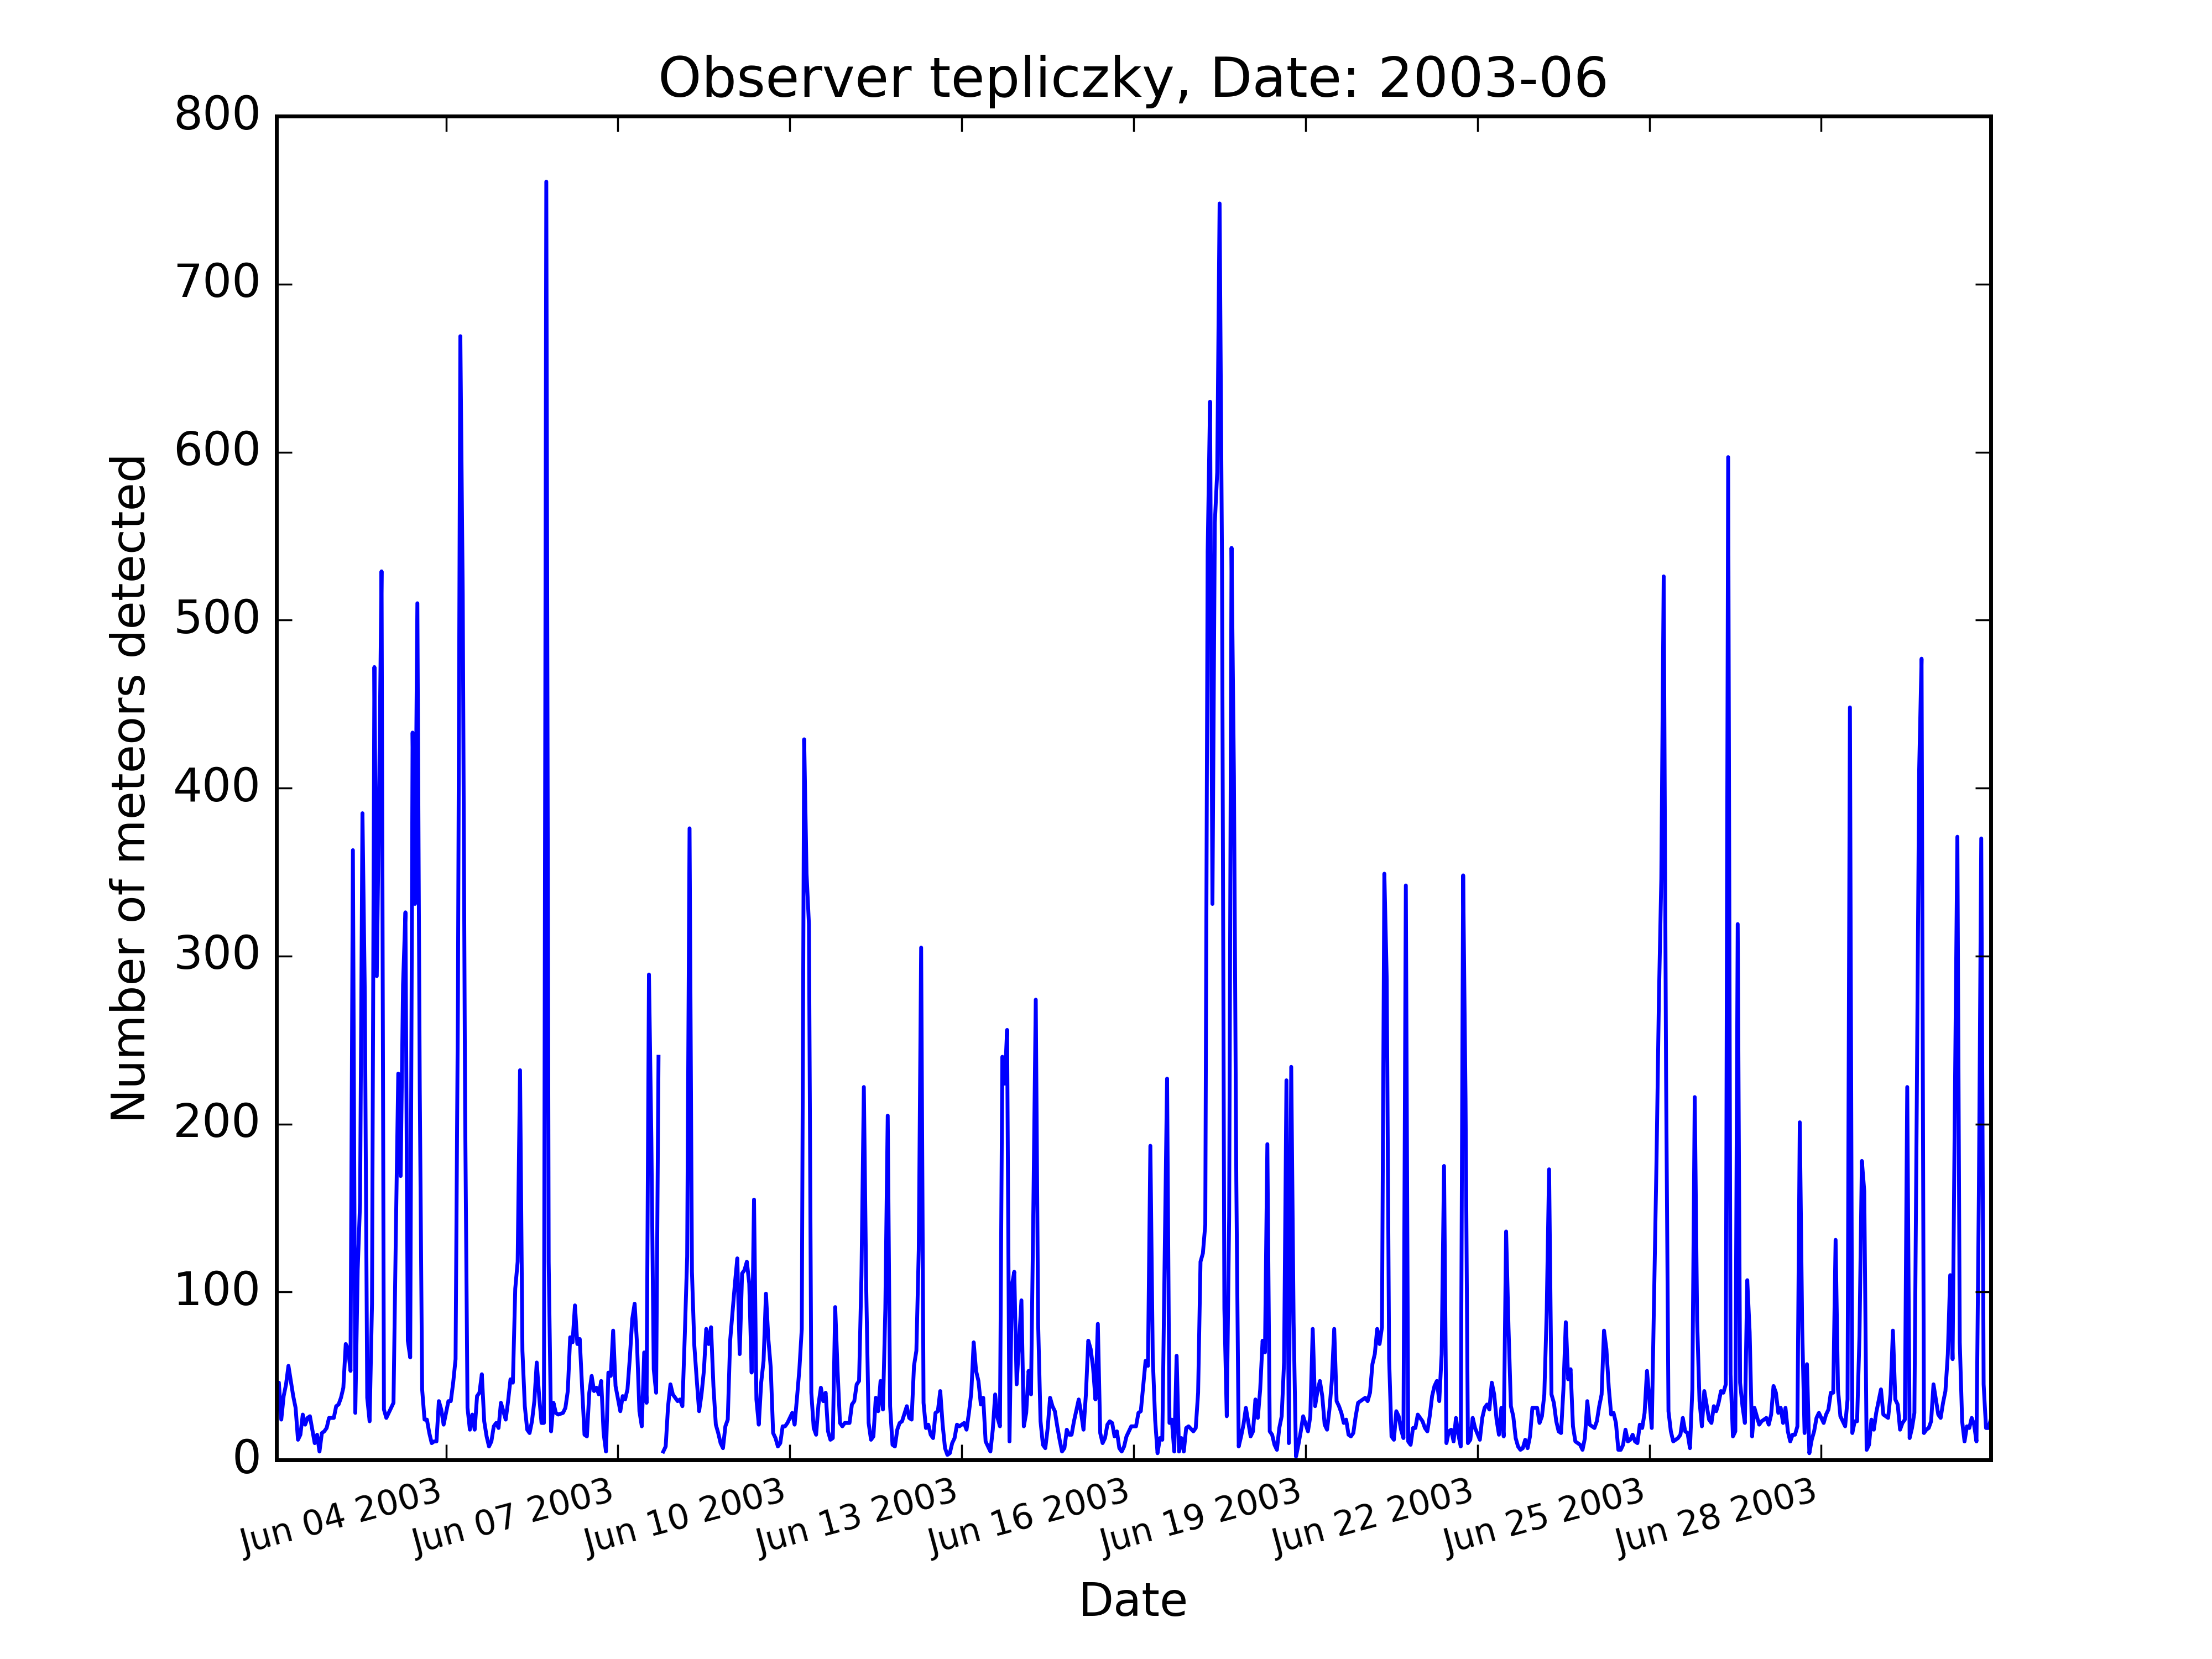 Observer tepliczky, Date: 2003-06
800
700
600
500
400
300
200
100
0
Number of meteors detected
Jun 04 2003
Jun 07 2003
Jun 10 2003
Jun 13 2003
Jun 16 2003
Jun 19 2003
Jun 22 2003
Jun 25 2003
Jun 28 2003
Date